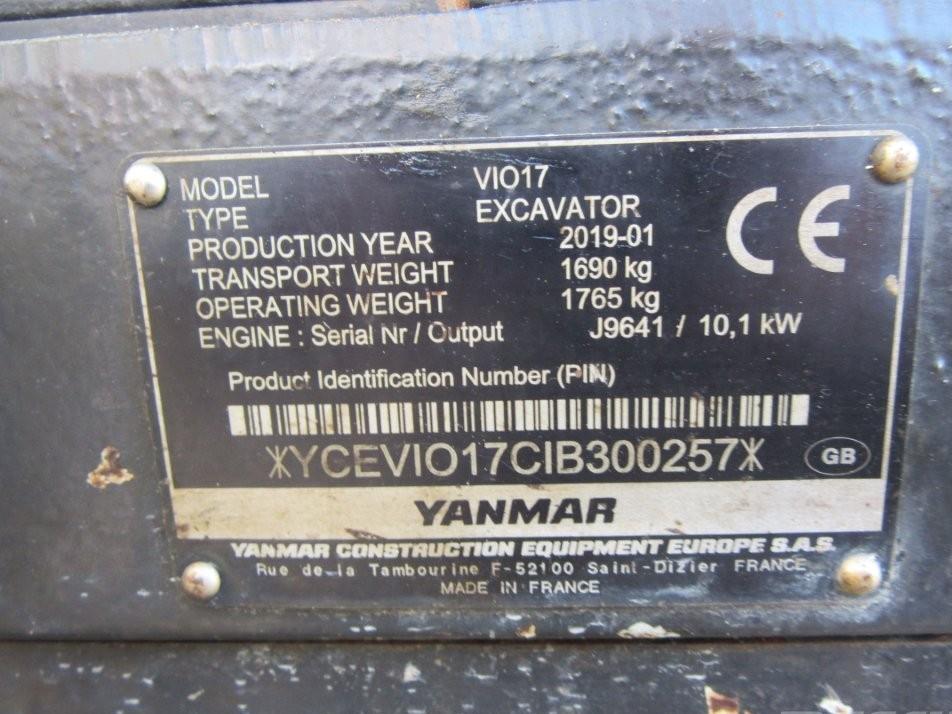 MODEL VIO17
TYPE EXCAVATOR
PRODUCTION YEAR 2019-01
TRANSPORT WEIGHT 1690 kg
OPERATING WEIGHT 1765 kg
ENGINE : Serial Nr / Output J9641 / 10,1 kW
CE
Product Identification Number (PIN)
*YCEVIO17CIB300257*
GB
YANMAR
YANMAR CONSTRUCTION EQUIPMENT EUROPE S.A.S.
Rue de la Tambourine F-52100 Saint-Dizier FRANCE
MADE IN FRANCE